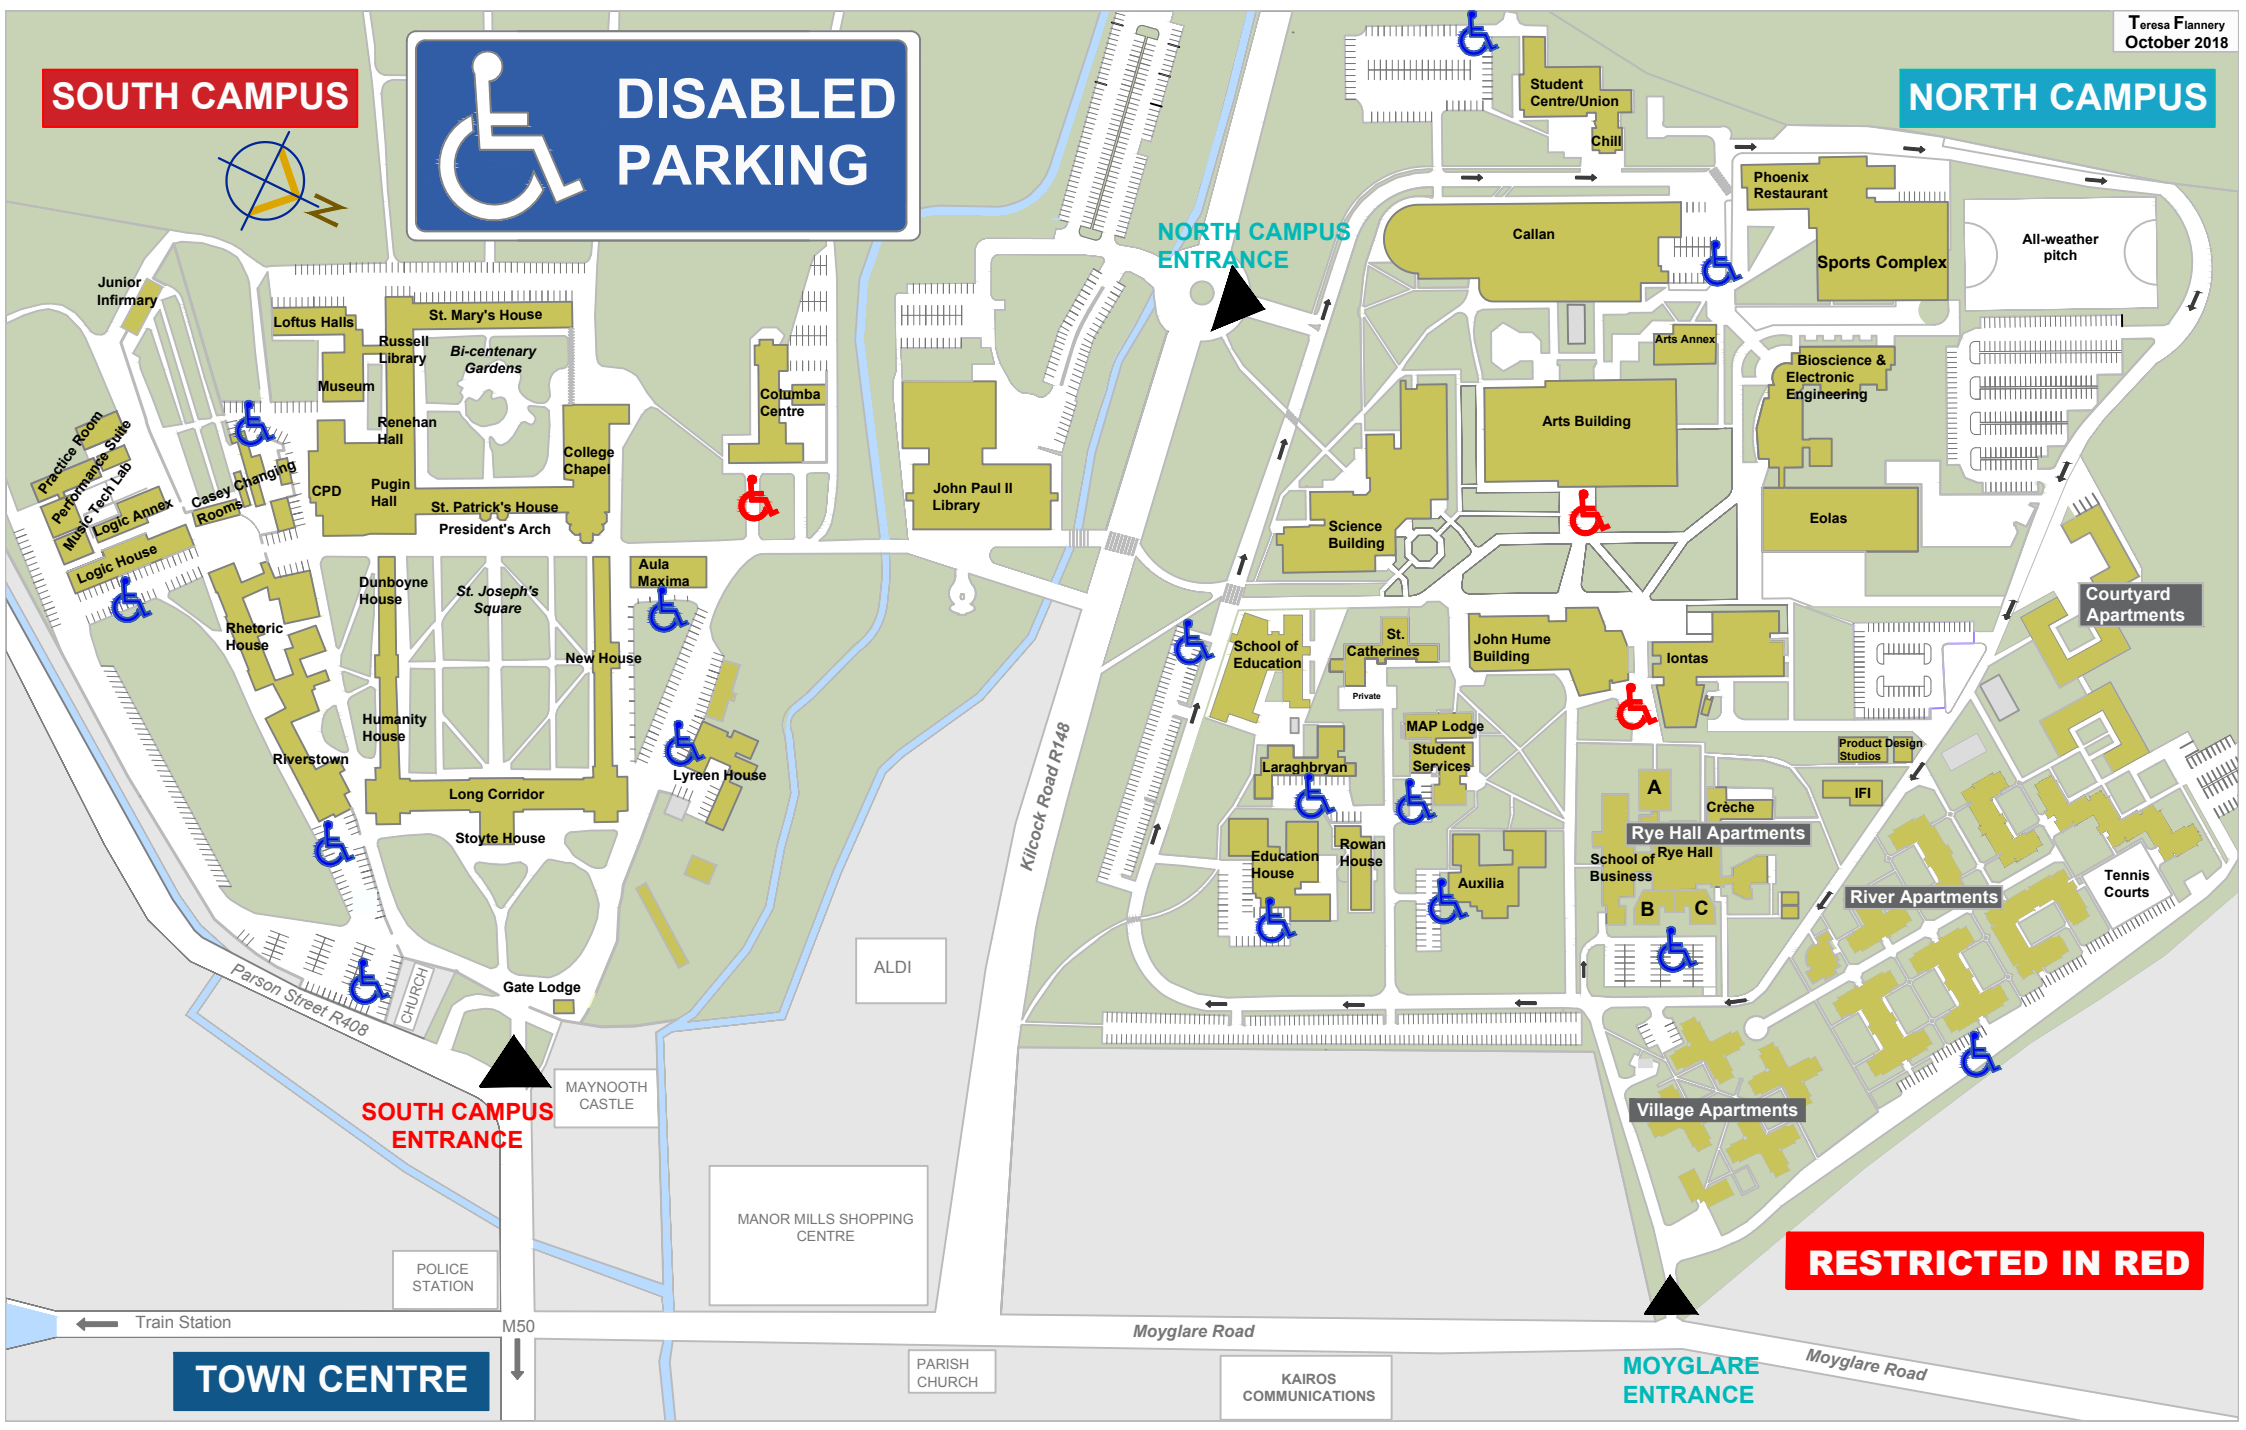 Teresa Flannery
October 2018
SOUTH CAMPUS
DISABLED
PARKING
NORTH CAMPUS
N
Student
Centre/Union
Chill
Phoenix
Restaurant
NORTH CAMPUS
ENTRANCE
Callan
Sports Complex
All-weather
pitch
Junior
Infirmary
Loftus Halls
St. Mary's House
Russell
Library
Bi-centenary
Gardens
Museum
Renehan
Hall
College
Chapel
Columba
Centre
Arts Annex
Bioscience &
Electronic
Engineering
Arts Building
Practice Room
Performance Suite
Music Tech Lab
Logic Annex
Logic House
Casey Changing
Rooms
CPD
Pugin
Hall
St. Patrick's House
President's Arch
John Paul II
Library
Science
Building
Eolas
Aula
Maxima
Dunboyne
House
St. Joseph's
Square
Rhetoric
House
New House
School of
Education
St.
Catherines
Private
John Hume
Building
Iontas
Courtyard
Apartments
Humanity
House
Riverstown
Lyreen House
Long Corridor
Stoyte House
Kilcock Road R148
MAP Lodge
Student
Services
Laraghbryan
Product Design
Studios
IFI
A
Crèche
Rye Hall Apartments
Rye Hall
School of
Business
B
C
Education
House
Rowan
House
Auxilia
River Apartments
Tennis
Courts
ALDI
Parson Street R408
CHURCH
Gate Lodge
MAYNOOTH
CASTLE
SOUTH CAMPUS
ENTRANCE
Village Apartments
MANOR MILLS SHOPPING
CENTRE
POLICE
STATION
RESTRICTED IN RED
Train Station
M50
Moyglare Road
TOWN CENTRE
PARISH
CHURCH
KAIROS
COMMUNICATIONS
MOYGLARE
ENTRANCE
Moyglare Road